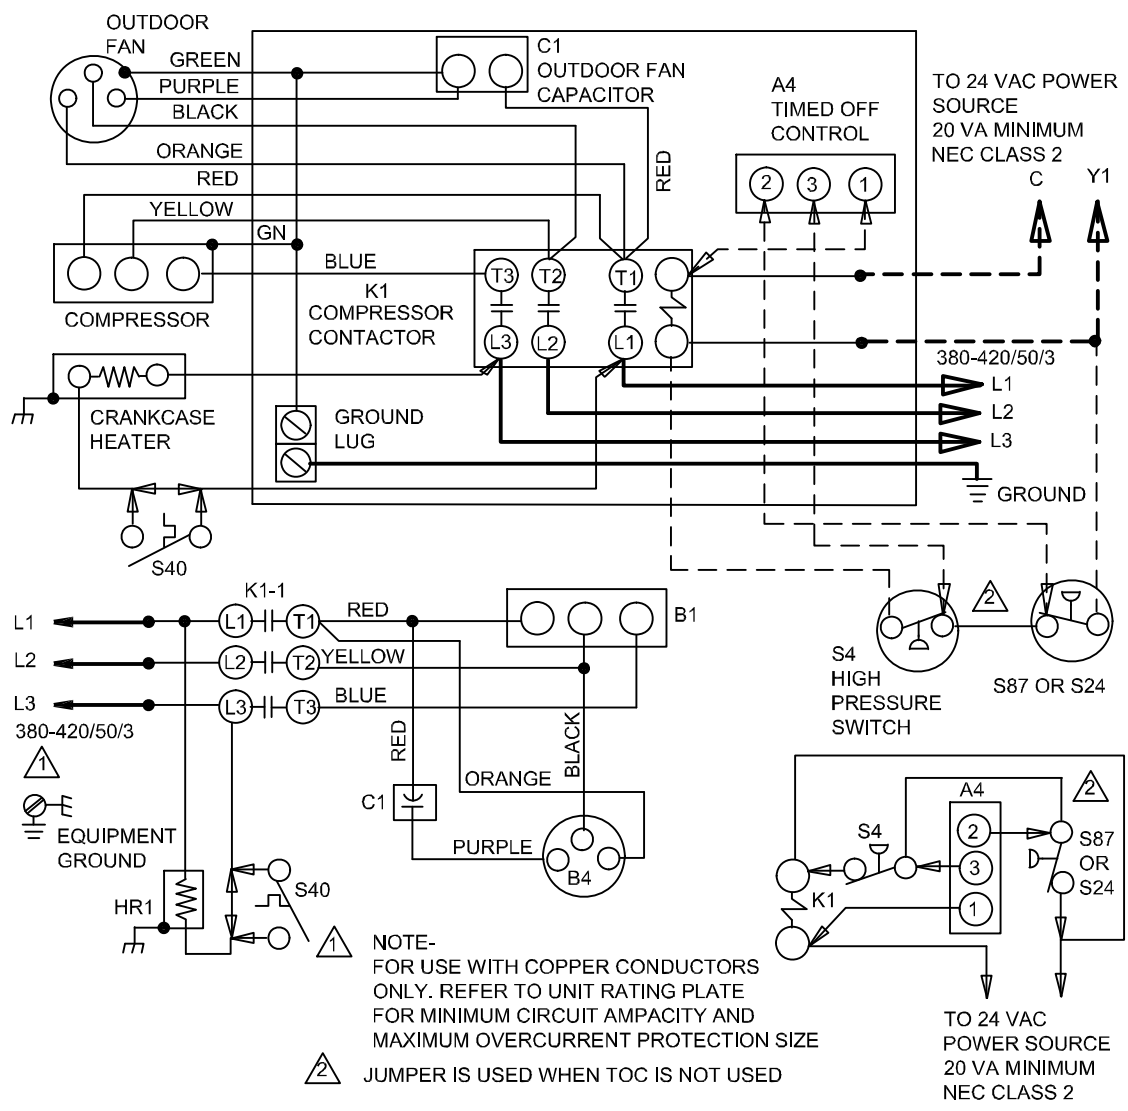 OUTDOOR
FAN
GREEN
PURPLE
BLACK
ORANGE
RED
YELLOW
GN
BLUE
C1
OUTDOOR FAN
CAPACITOR
RED
A4
TIMED OFF
CONTROL
2
3
1
TO 24 VAC POWER
SOURCE
20 VA MINIMUM
NEC CLASS 2
C
Y1
COMPRESSOR
K1
COMPRESSOR
CONTACTOR
T3
T2
T1
L3
L2
L1
CRANKCASE
HEATER
GROUND
LUG
380-420/50/3
L1
L2
L3
GROUND
S40
2
S4
HIGH
PRESSURE
SWITCH
S87 OR S24
K1-1
L1
L1
T1
RED
B1
L2
L2
T2
YELLOW
L3
L3
T3
BLUE
380-420/50/3
1
RED
BLACK
ORANGE
C1
PURPLE
B4
EQUIPMENT
GROUND
HR1
S40
A4
2
S4
2
S87
OR
S24
3
K1
1
1
NOTE-
FOR USE WITH COPPER CONDUCTORS
ONLY. REFER TO UNIT RATING PLATE
FOR MINIMUM CIRCUIT AMPACITY AND
MAXIMUM OVERCURRENT PROTECTION SIZE
2
JUMPER IS USED WHEN TOC IS NOT USED
TO 24 VAC
POWER SOURCE
20 VA MINIMUM
NEC CLASS 2